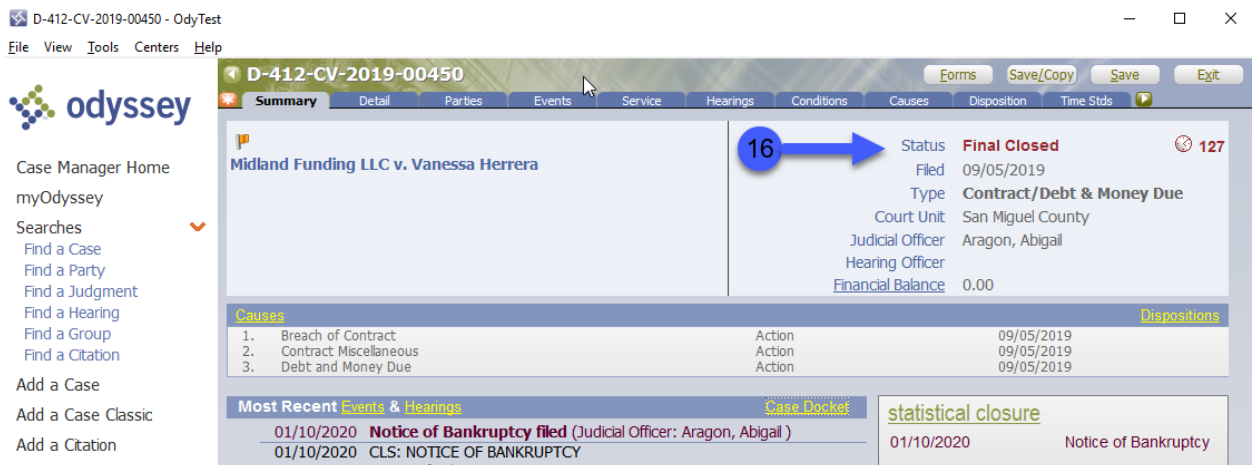 D-412-CV-2019-00450 - OdyTest
File View Tools Centers Help
odyssey
Case Manager Home
myOdyssey
Searches
Find a Case
Find a Party
Find a Judgment
Find a Hearing
Find a Group
Find a Citation
Add a Case
Add a Case Classic
Add a Citation
D-412-CV-2019-00450
Forms Save/Copy Save Exit
Summary Detail Parties Events Service Hearings Conditions Causes Disposition Time Stds
Midland Funding LLC v. Vanessa Herrera
16
Status Final Closed 127
Filed 09/05/2019
Type Contract/Debt & Money Due
Court Unit San Miguel County
Judicial Officer Aragon, Abigail
Hearing Officer
Financial Balance 0.00
Causes Dispositions
1. Breach of Contract Action 09/05/2019
2. Contract Miscellaneous Action 09/05/2019
3. Debt and Money Due Action 09/05/2019
Most Recent Events & Hearings Case Docket
01/10/2020 Notice of Bankruptcy filed (Judicial Officer: Aragon, Abigail )
01/10/2020 CLS: NOTICE OF BANKRUPTCY
statistical closure
01/10/2020 Notice of Bankruptcy